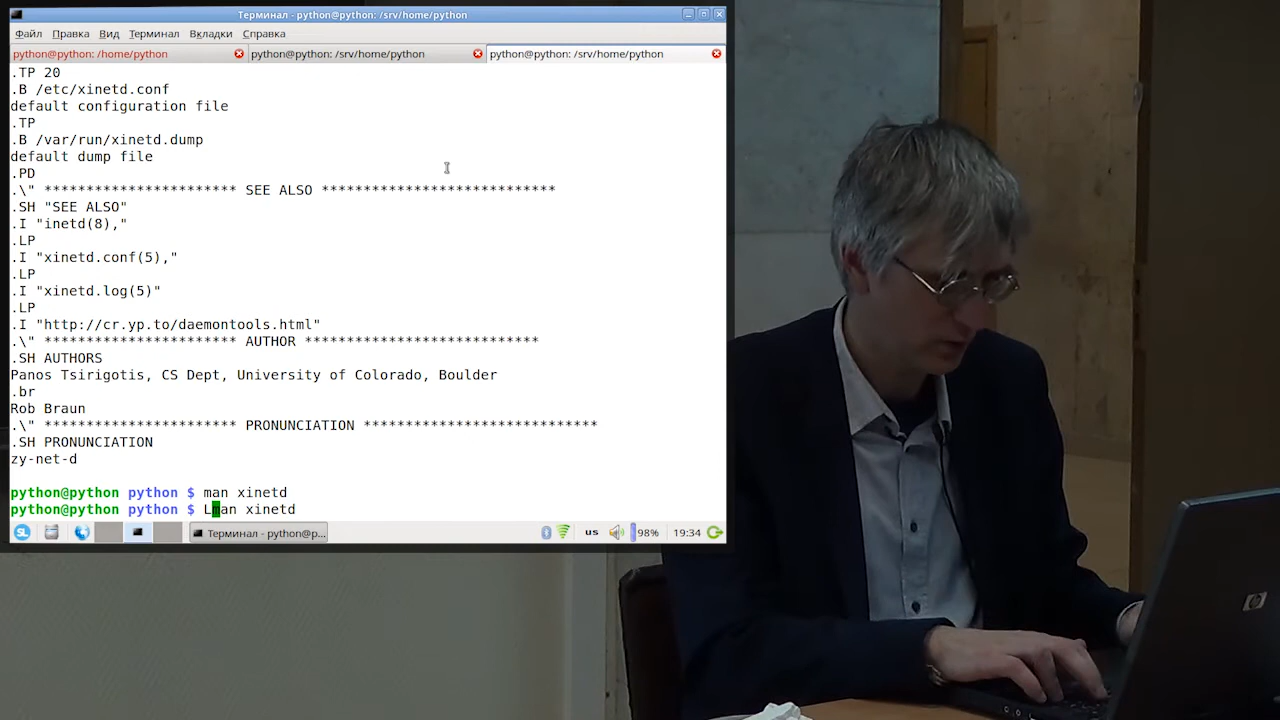 Терминал - python@python: /srv/home/python
Файл Правка Вид Терминал Вкладки Справка
python@python: /home/python python@python: /srv/home/python python@python: /srv/home/python
.TP 20
.B /etc/xinetd.conf
default configuration file
.TP
.B /var/run/xinetd.dump
default dump file
.PD
.\" *********************** SEE ALSO ****************************
.SH "SEE ALSO"
.I "inetd(8),"
.LP
.I "xinetd.conf(5),"
.LP
.I "xinetd.log(5)"
.LP
.I "http://cr.yp.to/daemontools.html"
.\" *********************** AUTHOR ****************************
.SH AUTHORS
Panos Tsirigotis, CS Dept, University of Colorado, Boulder
.br
Rob Braun
.\" *********************** PRONUNCIATION ****************************
.SH PRONUNCIATION
zy-net-d
python@python python $ man xinetd
python@python python $ Lman xinetd
Терминал - python@p... us 98% 19:34
hp